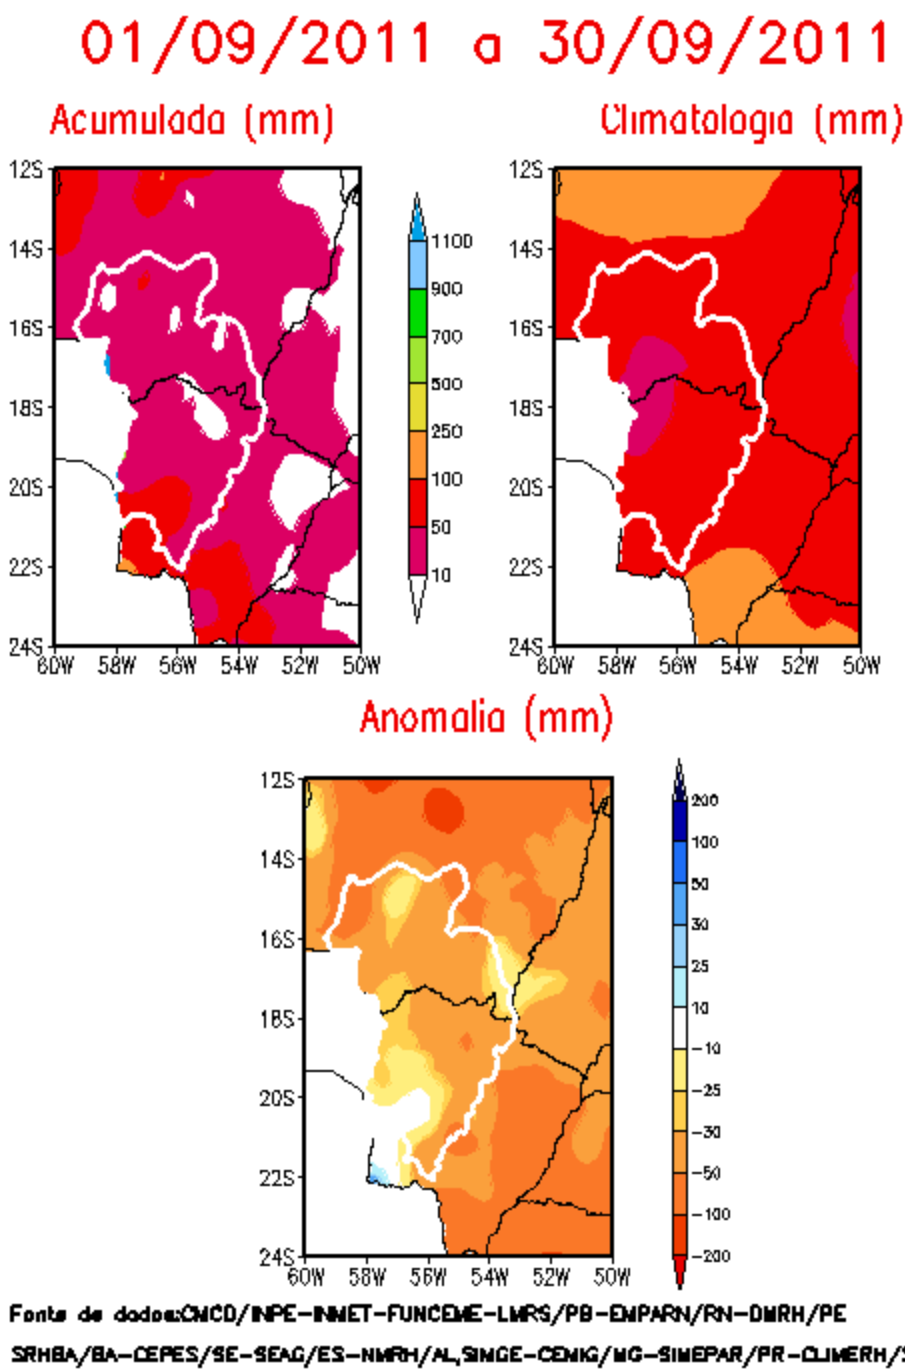 01/09/2011 a 30/09/2011
Acumulada (mm)
Climatologia (mm)
12S
14S
16S
18S
20S
22S
24S
60W 58W 56W 54W 52W 50W
1100
900
700
500
250
100
50
10
12S
14S
16S
18S
20S
22S
24S
60W 58W 56W 54W 52W 50W
Anomalia (mm)
12S
14S
16S
18S
20S
22S
24S
60W 58W 56W 54W 52W 50W
200
100
50
30
25
10
-10
-25
-30
-50
-100
-200
Fonte de dados:CMCD/INPE-INMET-FUNCEME-LMRS/PB-EMPARN/RN-DMRH/PE
SRHBA/BA-CEPES/SE-SEAG/ES-NMRH/AL,SIMGE-CEMIG/MG-SIMEPAR/PR-CLIMERH/